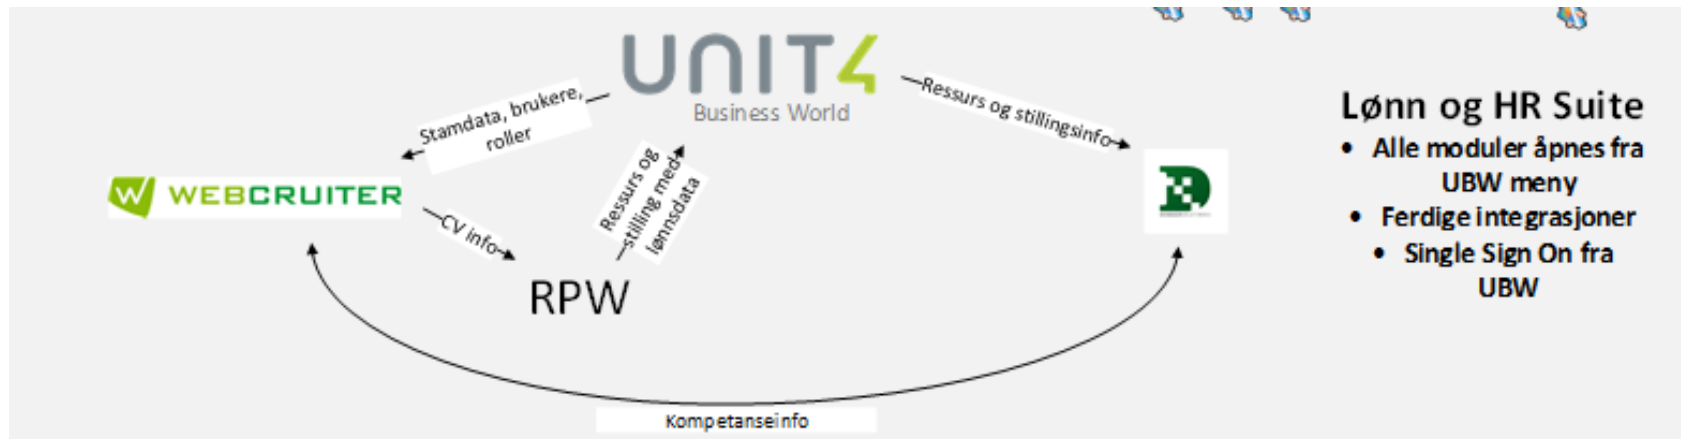 UNIT4
Business World
Stamdata, brukere,
roller
Ressurs og stillingsinfo
Ressurs og
stilling med
lønnsdata
W WEBCRUITER
CV info
RPW
Kompetanseinfo
Lønn og HR Suite
• Alle moduler åpnes fra
UBW meny
• Ferdige integrasjoner
• Single Sign On fra
UBW